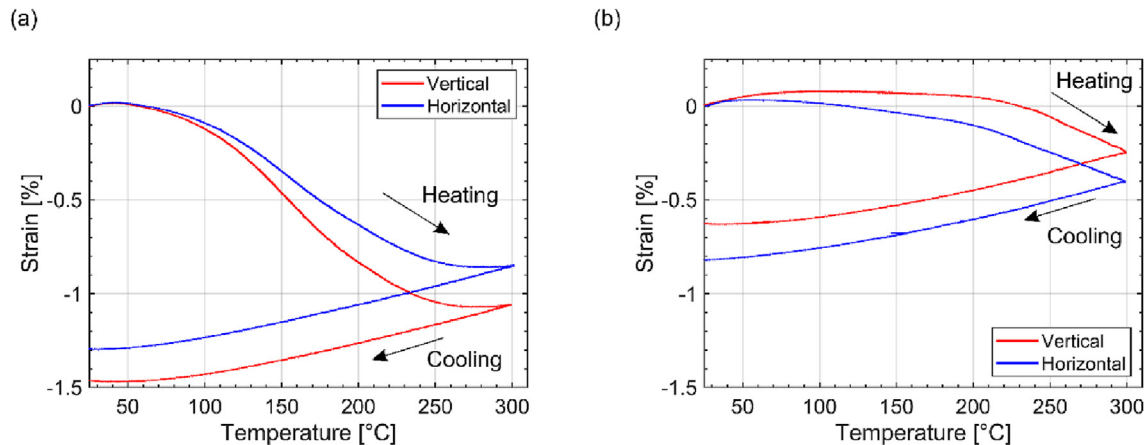 (a)
(b)
Vertical
Horizontal
Heating
Cooling
Strain [%]
0
-0.5
-1
-1.5
50 100 150 200 250 300
Temperature [°C]
Heating
Cooling
Vertical
Horizontal
Strain [%]
0
-0.5
-1
-1.5
50 100 150 200 250 300
Temperature [°C]